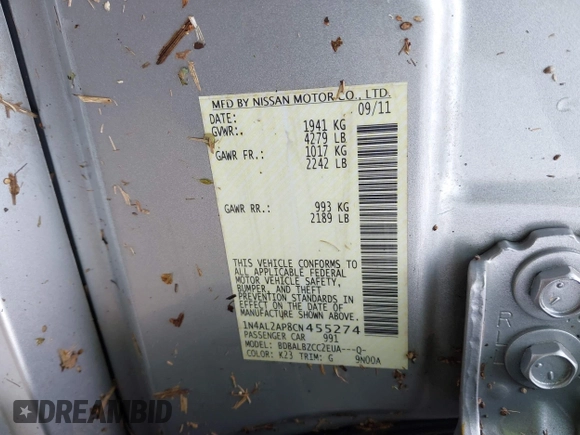 MFD BY NISSAN MOTOR CO., LTD.
DATE: 09/11
GVWR: 1941 KG
4279 LB
GAWR FR.: 1017 KG
2242 LB
GAWR RR.: 993 KG
2189 LB
THIS VEHICLE CONFORMS TO
ALL APPLICABLE FEDERAL
MOTOR VEHICLE SAFETY,
BUMPER, AND THEFT
PREVENTION STANDARDS IN
EFFECT ON THE DATE OF
MANUFACTURE SHOWN ABOVE.
1N4AL2AP8CN455274
PASSENGER CAR 991
MODEL: BDBALBZCC2EUA---Q-
COLOR: K23 TRIM: G 9N00A
R L
DREAMBID